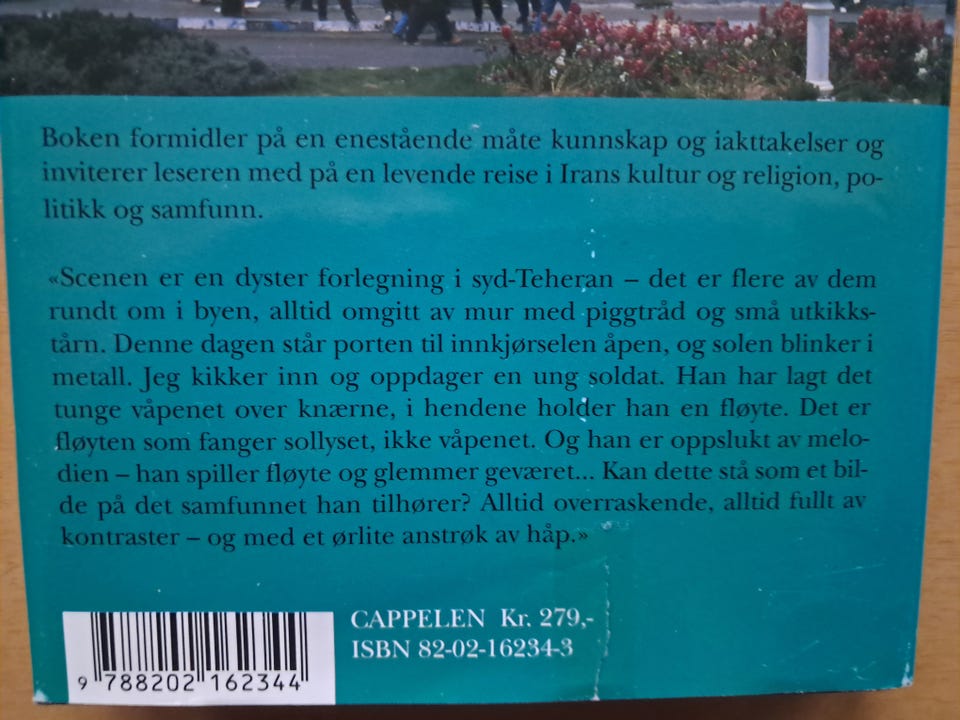 Boken formidler på en enestående måte kunnskap og iakttakelser og
inviterer leseren med på en levende reise i Irans kultur og religion, po-
litikk og samfunn.
«Scenen er en dyster forlegning i syd-Teheran – det er flere av dem
rundt om i byen, alltid omgitt av mur med piggtråd og små utkikks-
tårn. Denne dagen står porten til innkjørselen åpen, og solen blinker i
metall. Jeg kikker inn og oppdager en ung soldat. Han har lagt det
tunge våpenet over knærne, i hendene holder han en fløyte. Det er
fløyten som fanger sollyset, ikke våpenet. Og han er oppslukt av melo-
dien – han spiller fløyte og glemmer geværet... Kan dette stå som et bil-
de på det samfunnet han tilhører? Alltid overraskende, alltid fullt av
kontraster – og med et ørlite anstrøk av håp.»
CAPPELEN Kr. 279,-
ISBN 82-02-16234-3
9 788202 162344